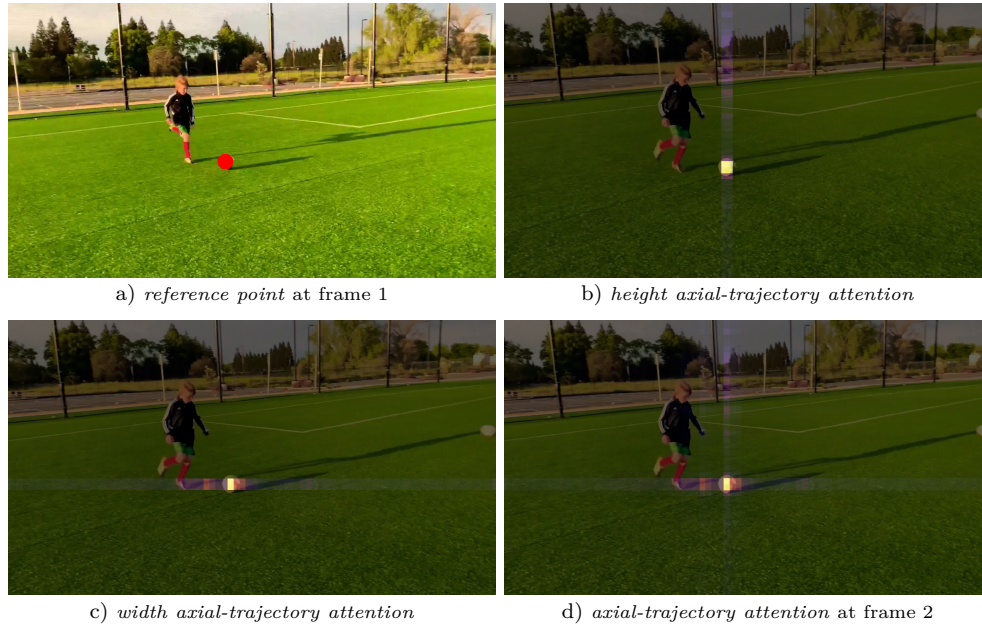 a) reference point at frame 1
b) height axial-trajectory attention
c) width axial-trajectory attention
d) axial-trajectory attention at frame 2